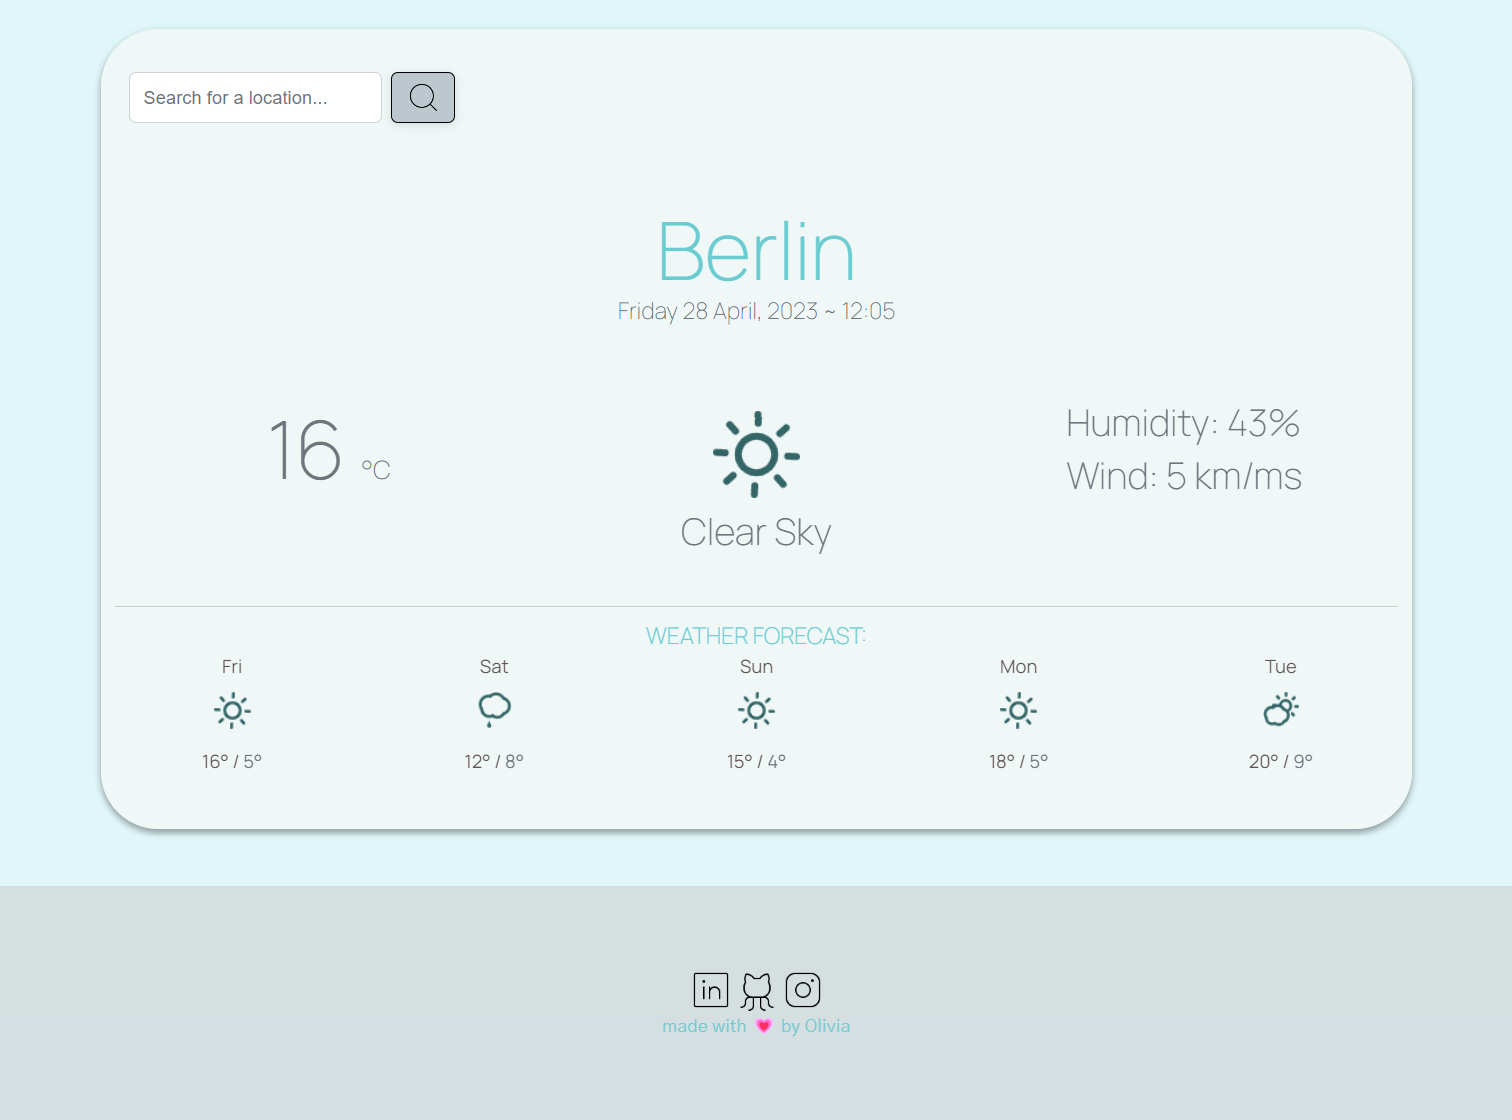 Search for a location...
Berlin
Friday 28 April, 2023 ~ 12:05
16 °C
Clear Sky
Humidity: 43%
Wind: 5 km/ms
WEATHER FORECAST:
Fri Sat Sun Mon Tue
16° / 5° 12° / 8° 15° / 4° 18° / 5° 20° / 9°
in
made with 💗 by Olivia